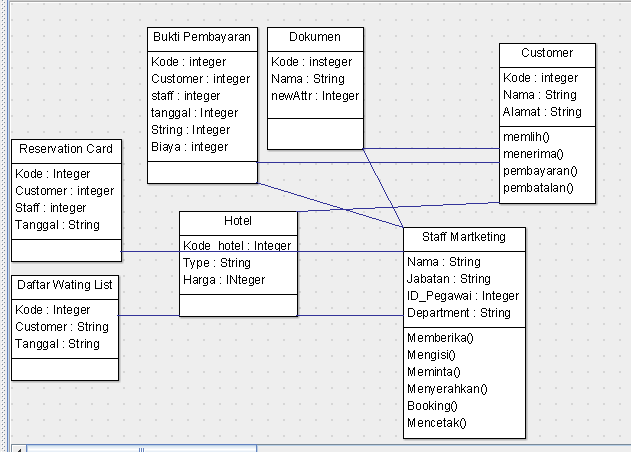 Bukti Pembayaran
Kode : integer
Customer : integer
staff : integer
tanggal : Integer
String : Integer
Biaya : integer
Dokumen
Kode : insteger
Nama : String
newAttr : Integer
Customer
Kode : integer
Nama : String
Alamat : String
memlih()
menerima()
pembayaran()
pembatalan()
Reservation Card
Kode : Integer
Customer : integer
Staff : integer
Tanggal : String
Hotel
Kode_hotel : Integer
Type : String
Harga : INteger
Staff Martketing
Nama : String
Jabatan : String
ID_Pegawai : Integer
Department : String
Memberika()
Mengisi()
Meminta()
Menyerahkan()
Booking()
Mencetak()
Daftar Wating List
Kode : Integer
Customer : String
Tanggal : String